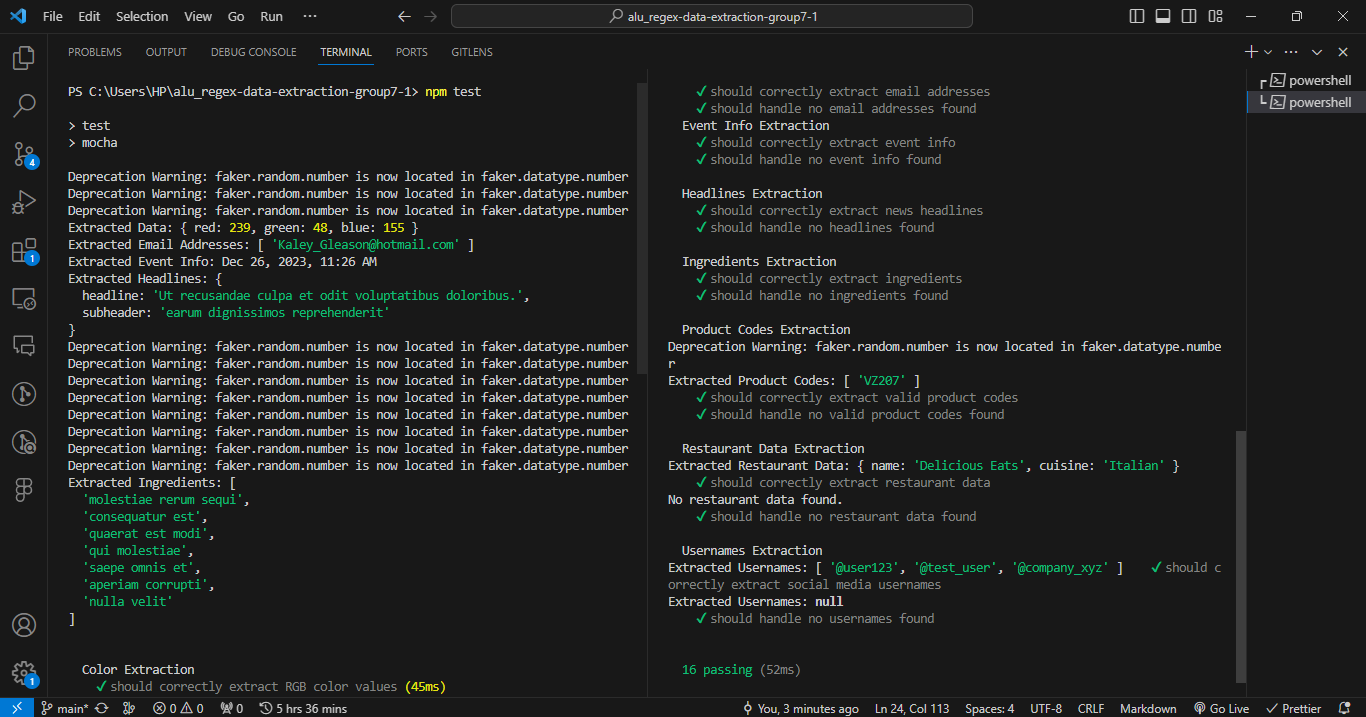 File Edit Selection View Go Run ··· alu_regex-data-extraction-group7-1
PROBLEMS OUTPUT DEBUG CONSOLE TERMINAL PORTS GITLENS
PS C:\Users\HP\alu_regex-data-extraction-group7-1> npm test
> test
> mocha
Deprecation Warning: faker.random.number is now located in faker.datatype.number
Deprecation Warning: faker.random.number is now located in faker.datatype.number
Deprecation Warning: faker.random.number is now located in faker.datatype.number
Extracted Data: { red: 239, green: 48, blue: 155 }
Extracted Email Addresses: [ 'Kaley_Gleason@hotmail.com' ]
Extracted Event Info: Dec 26, 2023, 11:26 AM
Extracted Headlines: {
headline: 'Ut recusandae culpa et odit voluptatibus doloribus.',
subheader: 'earum dignissimos reprehenderit'
}
Deprecation Warning: faker.random.number is now located in faker.datatype.number
Deprecation Warning: faker.random.number is now located in faker.datatype.number
Deprecation Warning: faker.random.number is now located in faker.datatype.number
Deprecation Warning: faker.random.number is now located in faker.datatype.number
Deprecation Warning: faker.random.number is now located in faker.datatype.number
Deprecation Warning: faker.random.number is now located in faker.datatype.number
Deprecation Warning: faker.random.number is now located in faker.datatype.number
Deprecation Warning: faker.random.number is now located in faker.datatype.number
Extracted Ingredients: [
'molestiae rerum sequi',
'consequatur est',
'quaerat est modi',
'qui molestiae',
'saepe omnis et',
'aperiam corrupti',
'nulla velit'
]
Color Extraction
✓ should correctly extract RGB color values (45ms)
✓ should correctly extract email addresses
✓ should handle no email addresses found
Event Info Extraction
✓ should correctly extract event info
✓ should handle no event info found
Headlines Extraction
✓ should correctly extract news headlines
✓ should handle no headlines found
Ingredients Extraction
✓ should correctly extract ingredients
✓ should handle no ingredients found
Product Codes Extraction
Deprecation Warning: faker.random.number is now located in faker.datatype.numbe
r
Extracted Product Codes: [ 'VZ207' ]
✓ should correctly extract valid product codes
✓ should handle no valid product codes found
Restaurant Data Extraction
Extracted Restaurant Data: { name: 'Delicious Eats', cuisine: 'Italian' }
✓ should correctly extract restaurant data
No restaurant data found.
✓ should handle no restaurant data found
Usernames Extraction
Extracted Usernames: [ '@user123', '@test_user', '@company_xyz' ] ✓ should c
orrectly extract social media usernames
Extracted Usernames: null
✓ should handle no usernames found
16 passing (52ms)
powershell
powershell
4
1
1
main* 0 0 0 5 hrs 36 mins You, 3 minutes ago Ln 24, Col 113 Spaces: 4 UTF-8 CRLF Markdown Go Live Prettier